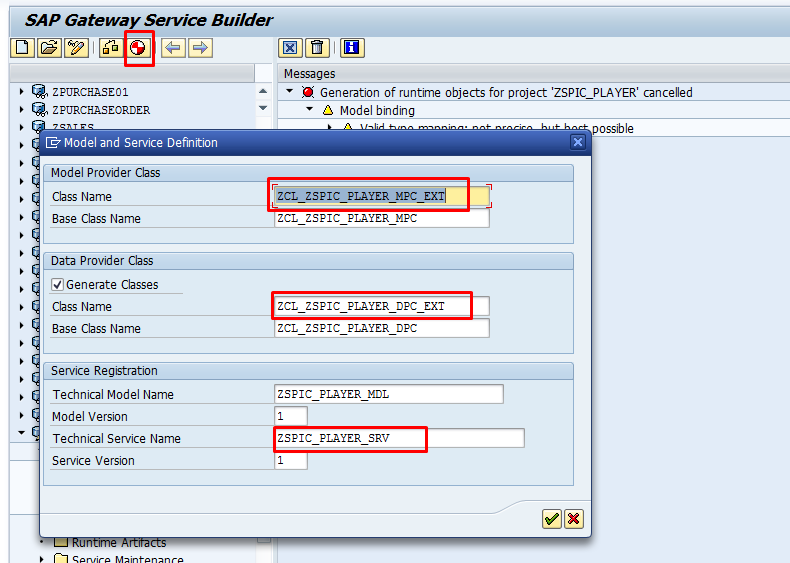 SAP Gateway Service Builder
Messages
ZPURCHASE01
Generation of runtime objects for project 'ZSPIC_PLAYER' cancelled
ZPURCHASEORDER
Model binding
ZSALES
Valid type mapping; not precise, but best possible
Model and Service Definition
Model Provider Class
Class Name ZCL_ZSPIC_PLAYER_MPC_EXT
Base Class Name ZCL_ZSPIC_PLAYER_MPC
Data Provider Class
Generate Classes
Class Name ZCL_ZSPIC_PLAYER_DPC_EXT
Base Class Name ZCL_ZSPIC_PLAYER_DPC
Service Registration
Technical Model Name ZSPIC_PLAYER_MDL
Model Version 1
Technical Service Name ZSPIC_PLAYER_SRV
Service Version 1
Runtime Artifacts
Service Maintenance